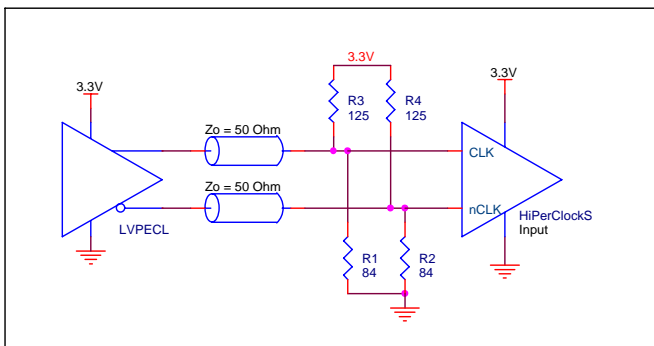 3.3V
3.3V
3.3V
R3
125
R4
125
Zo = 50 Ohm
CLK
Zo = 50 Ohm
nCLK
LVPECL
HiPerClockS
Input
R1
84
R2
84